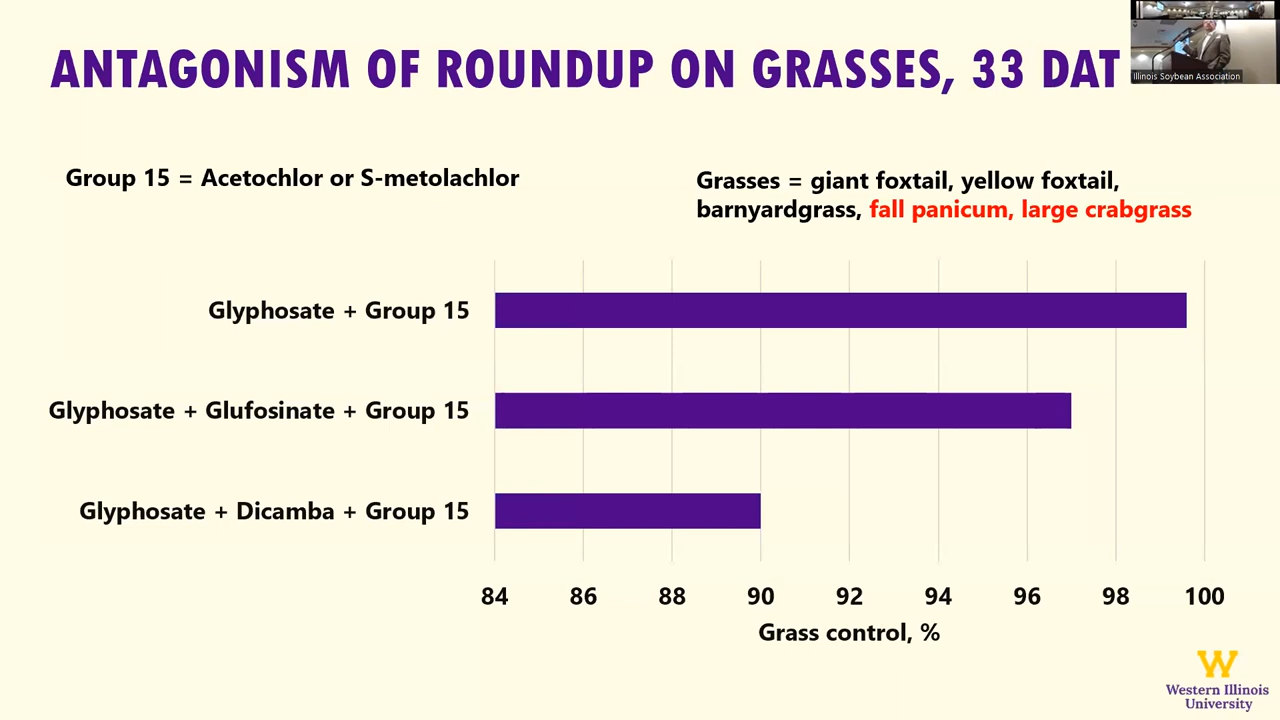 ANTAGONISM OF ROUNDUP ON GRASSES, 33 DAT
Illinois Soybean Association
Group 15 = Acetochlor or S-metolachlor
Grasses = giant foxtail, yellow foxtail,
barnyardgrass, fall panicum, large crabgrass
Glyphosate + Group 15
Glyphosate + Glufosinate + Group 15
Glyphosate + Dicamba + Group 15
84 86 88 90 92 94 96 98 100
Grass control, %
W
Western Illinois
University